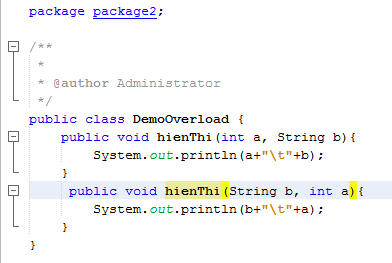 package package2;
/**
 *
 * @author Administrator
 */
public class DemoOverload {
    public void hienThi(int a, String b){
        System.out.println(a+"\t"+b);
    }
     public void hienThi(String b, int a){
        System.out.println(b+"\t"+a);
    }
}